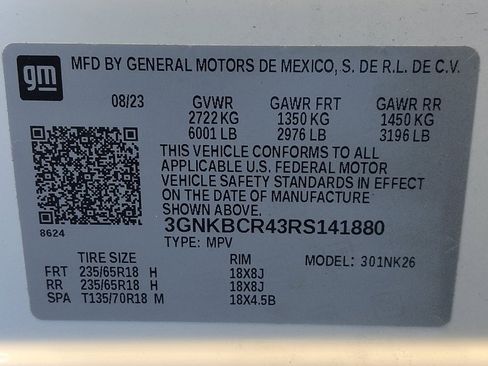 gm
MFD BY GENERAL MOTORS DE MEXICO, S. DE R.L. DE C.V.
08/23 GVWR GAWR FRT GAWR RR
2722 KG 1350 KG 1450 KG
6001 LB 2976 LB 3196 LB
THIS VEHICLE CONFORMS TO ALL
APPLICABLE U.S. FEDERAL MOTOR
VEHICLE SAFETY STANDARDS IN EFFECT
ON THE DATE OF MANUFACTURE
SHOWN ABOVE.
8624 3GNKBCR43RS141880
TYPE: MPV
TIRE SIZE RIM MODEL: 301NK26
FRT 235/65R18 H 18X8J
RR 235/65R18 H 18X8J
SPA T135/70R18 M 18X4.5B